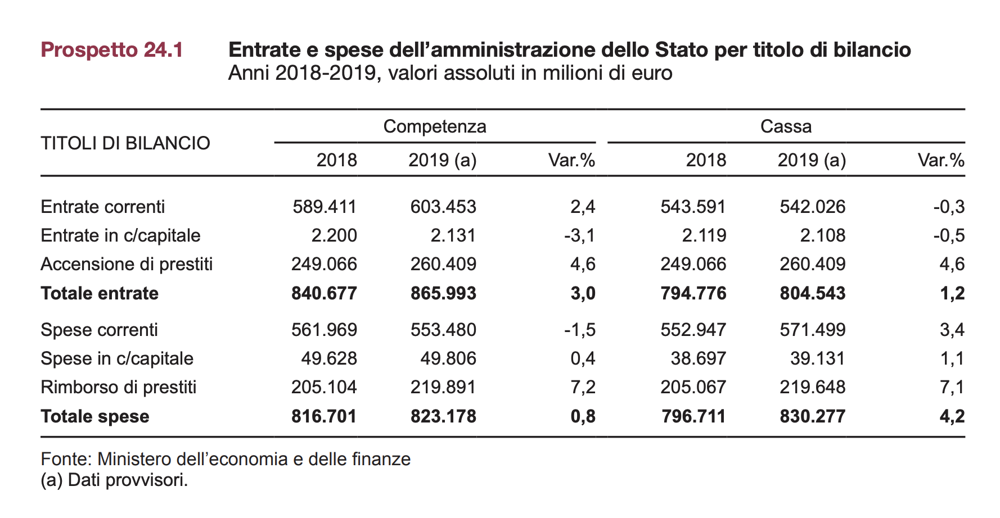 Prospetto 24.1 Entrate e spese dell’amministrazione dello Stato per titolo di bilancio
Anni 2018-2019, valori assoluti in milioni di euro
TITOLI DI BILANCIO Competenza Cassa
2018 2019 (a) Var.% 2018 2019 (a) Var.%
Entrate correnti 589.411 603.453 2,4 543.591 542.026 -0,3
Entrate in c/capitale 2.200 2.131 -3,1 2.119 2.108 -0,5
Accensione di prestiti 249.066 260.409 4,6 249.066 260.409 4,6
Totale entrate 840.677 865.993 3,0 794.776 804.543 1,2
Spese correnti 561.969 553.480 -1,5 552.947 571.499 3,4
Spese in c/capitale 49.628 49.806 0,4 38.697 39.131 1,1
Rimborso di prestiti 205.104 219.891 7,2 205.067 219.648 7,1
Totale spese 816.701 823.178 0,8 796.711 830.277 4,2
Fonte: Ministero dell’economia e delle finanze
(a) Dati provvisori.